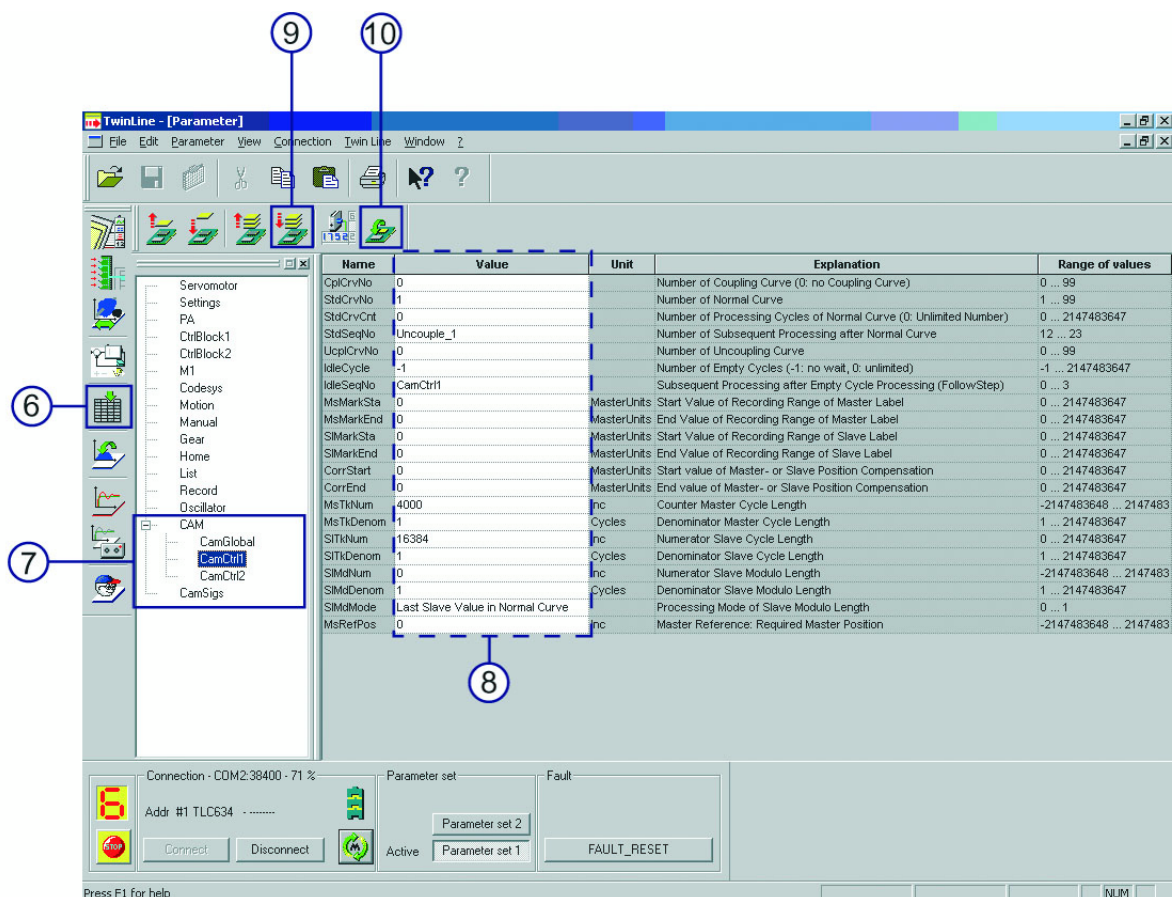 9 10
TwinLine - [Parameter]
File Edit Parameter View Connection Twin Line Window ?
Name Value Unit Explanation Range of values
CplCrvNo 0 Number of Coupling Curve (0: no Coupling Curve) 0 ... 99
StdCrvNo 1 Number of Normal Curve 1 ... 99
StdCrvCnt 0 Number of Processing Cycles of Normal Curve (0: Unlimited Number) 0 ... 2147483647
StdSeqNo Uncouple_1 Number of Subsequent Processing after Normal Curve 12 ... 23
UcplCrvNo 0 Number of Uncoupling Curve 0 ... 99
IdleCycle -1 Number of Empty Cycles (-1: no wait, 0: unlimited) -1 ... 2147483647
IdleSeqNo CamCtrl1 Subsequent Processing after Empty Cycle Processing (FollowStep) 0 ... 3
MsMarkSta 0 MasterUnits Start Value of Recording Range of Master Label 0 ... 2147483647
MsMarkEnd 0 MasterUnits End Value of Recording Range of Master Label 0 ... 2147483647
SlMarkSta 0 MasterUnits Start Value of Recording Range of Slave Label 0 ... 2147483647
SlMarkEnd 0 MasterUnits End Value of Recording Range of Slave Label 0 ... 2147483647
CorrStart 0 MasterUnits Start value of Master- or Slave Position Compensation 0 ... 2147483647
CorrEnd 0 MasterUnits End value of Master- or Slave Position Compensation 0 ... 2147483647
MsTkNum 4000 Inc Counter Master Cycle Length -2147483648 ... 2147483
MsTkDenom 1 Cycles Denominator Master Cycle Length 1 ... 2147483647
SlTkNum 16384 Inc Numerator Slave Cycle Length 0 ... 2147483647
SlTkDenom 1 Cycles Denominator Slave Cycle Length 1 ... 2147483647
SlMdNum 0 Inc Numerator Slave Modulo Length -2147483648 ... 2147483
SlMdDenom 1 Cycles Denominator Slave Modulo Length 1 ... 2147483647
SlMdMode Last Slave Value in Normal Curve Processing Mode of Slave Modulo Length 0 ... 1
MsRefPos 0 Inc Master Reference: Required Master Position -2147483648 ... 2147483
Servomotor
Settings
PA
CtrlBlock1
CtrlBlock2
M1
Codesys
Motion
Manual
Gear
Home
List
Record
Oscillator
CAM
CamGlobal
CamCtrl1
CamCtrl2
CamSigs
6
7
8
Connection - COM2:38400 - 71 % Parameter set Fault
6
Addr #1 TLC634 - --------
Parameter set 2
STOP Connect Disconnect M Active Parameter set 1 FAULT_RESET
Press F1 for help NUM